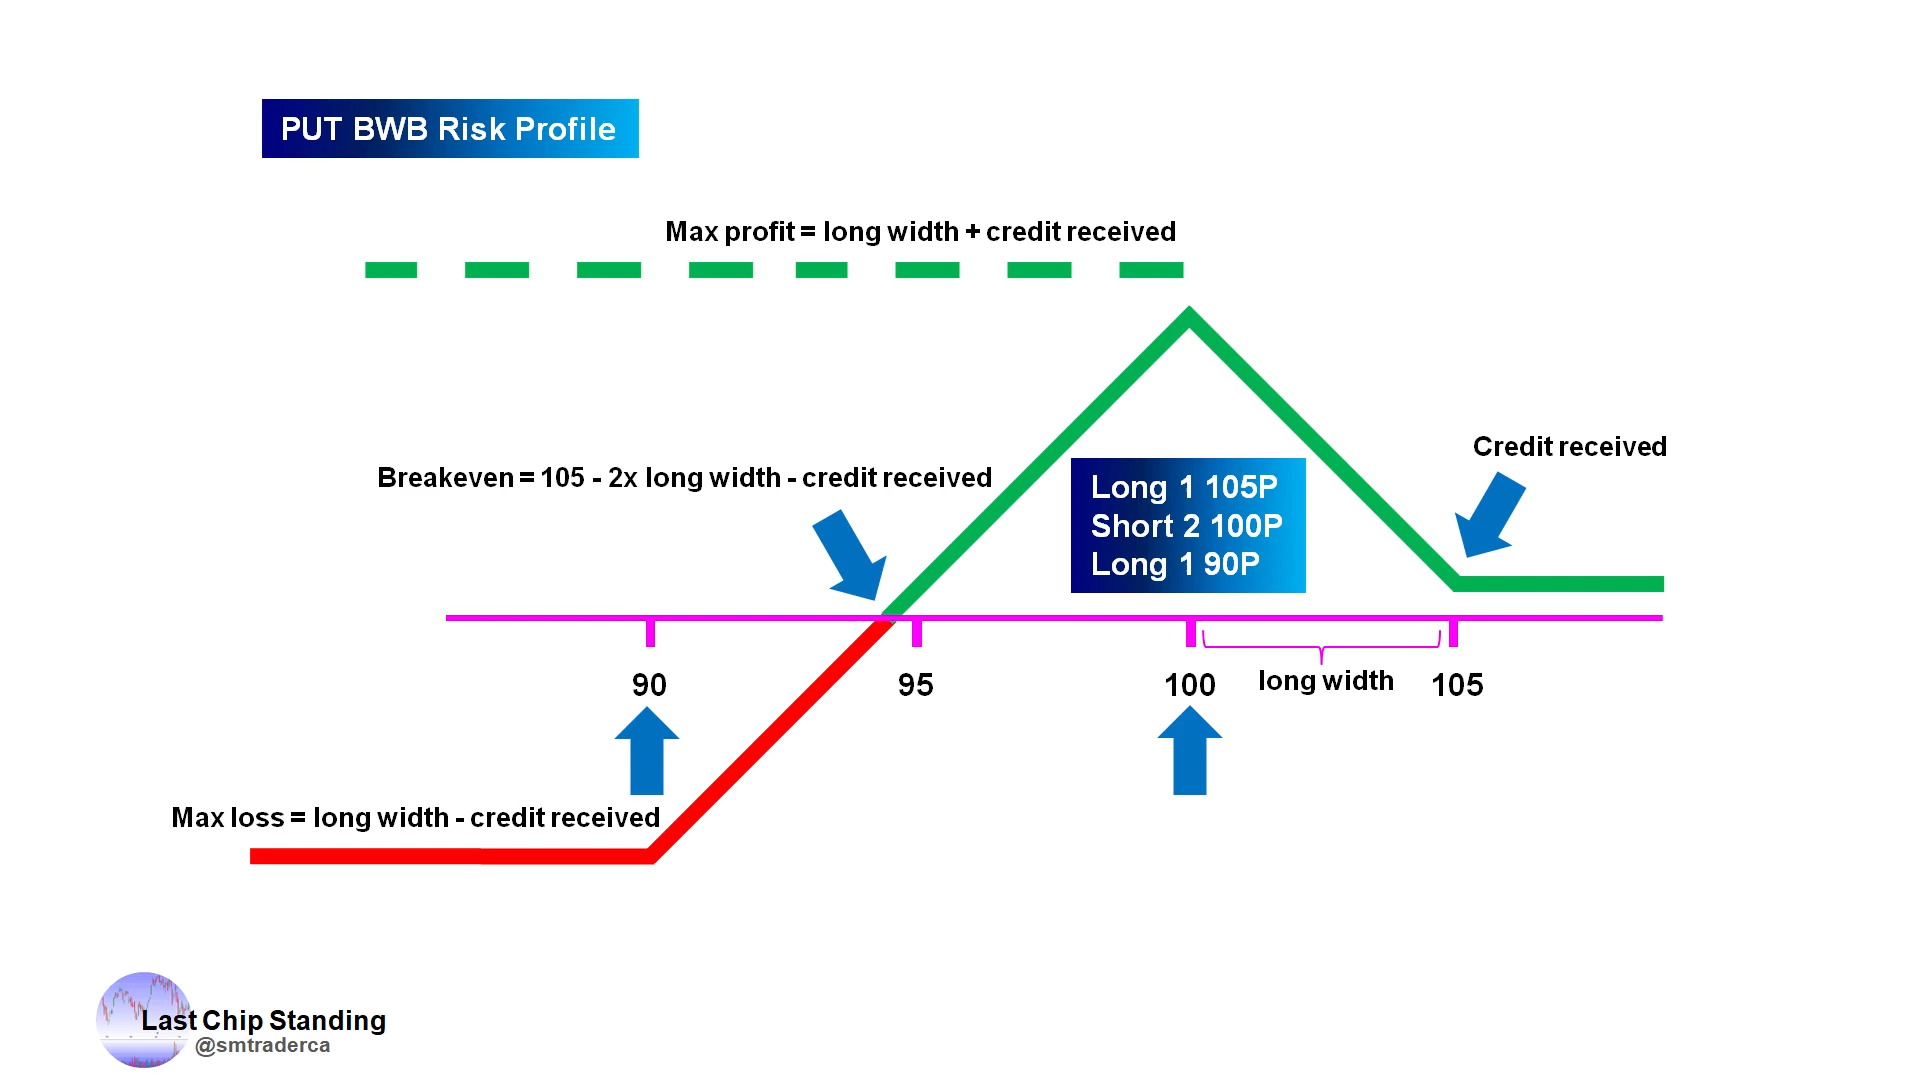 PUT BWB Risk Profile
Max profit = long width + credit received
Credit received
Breakeven = 105 - 2x long width - credit received
Long 1 105P
Short 2 100P
Long 1 90P
90
95
100
long width
105
Max loss = long width - credit received
Last Chip Standing
@smtraderca